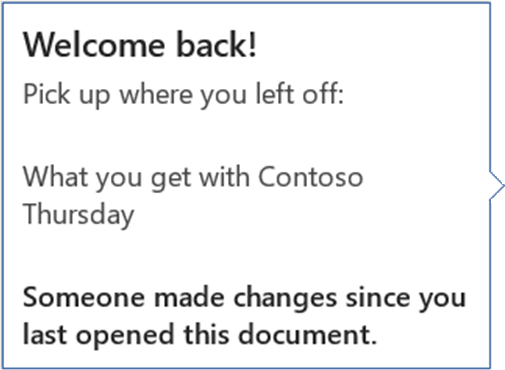 Welcome back!
Pick up where you left off:
What you get with Contoso
Thursday
Someone made changes since you
last opened this document.